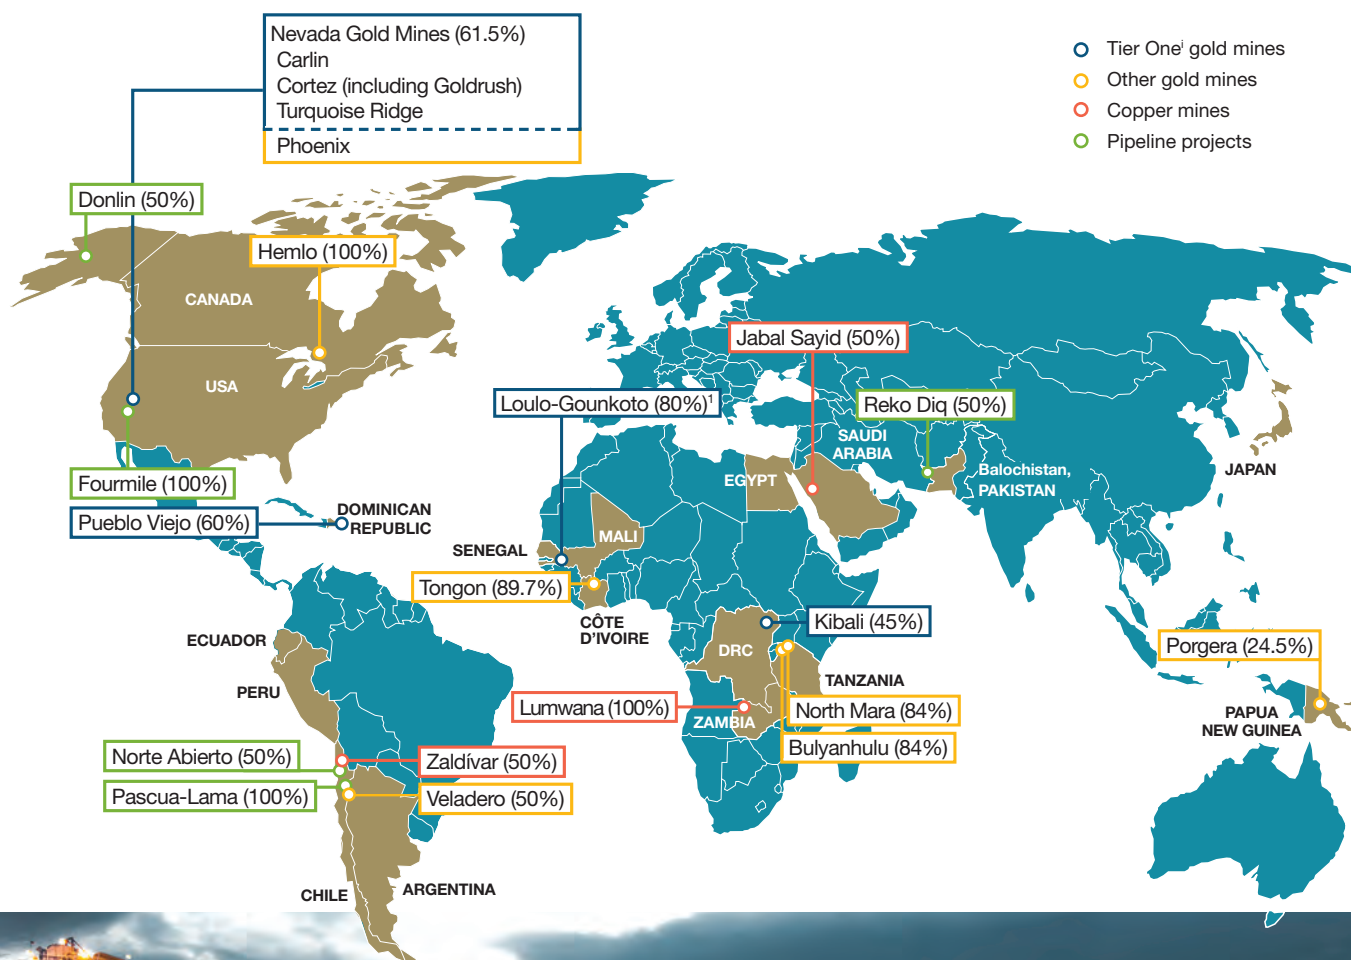 Nevada Gold Mines (61.5%)
Carlin
Cortez (including Goldrush)
Turquoise Ridge
Phoenix
Tier Oneⁱ gold mines
Other gold mines
Copper mines
Pipeline projects
Donlin (50%)
Hemlo (100%)
CANADA
USA
Jabal Sayid (50%)
Loulo-Gounkoto (80%)¹
Reko Diq (50%)
SAUDI
ARABIA
EGYPT
Balochistan,
PAKISTAN
JAPAN
Fourmile (100%)
Pueblo Viejo (60%)
DOMINICAN
REPUBLIC
SENEGAL
MALI
Tongon (89.7%)
CÔTE
D'IVOIRE
Kibali (45%)
DRC
ECUADOR
PERU
TANZANIA
Porgera (24.5%)
Lumwana (100%)
ZAMBIA
North Mara (84%)
Bulyanhulu (84%)
PAPUA
NEW GUINEA
Norte Abierto (50%)
Zaldívar (50%)
Pascua-Lama (100%)
Veladero (50%)
CHILE
ARGENTINA